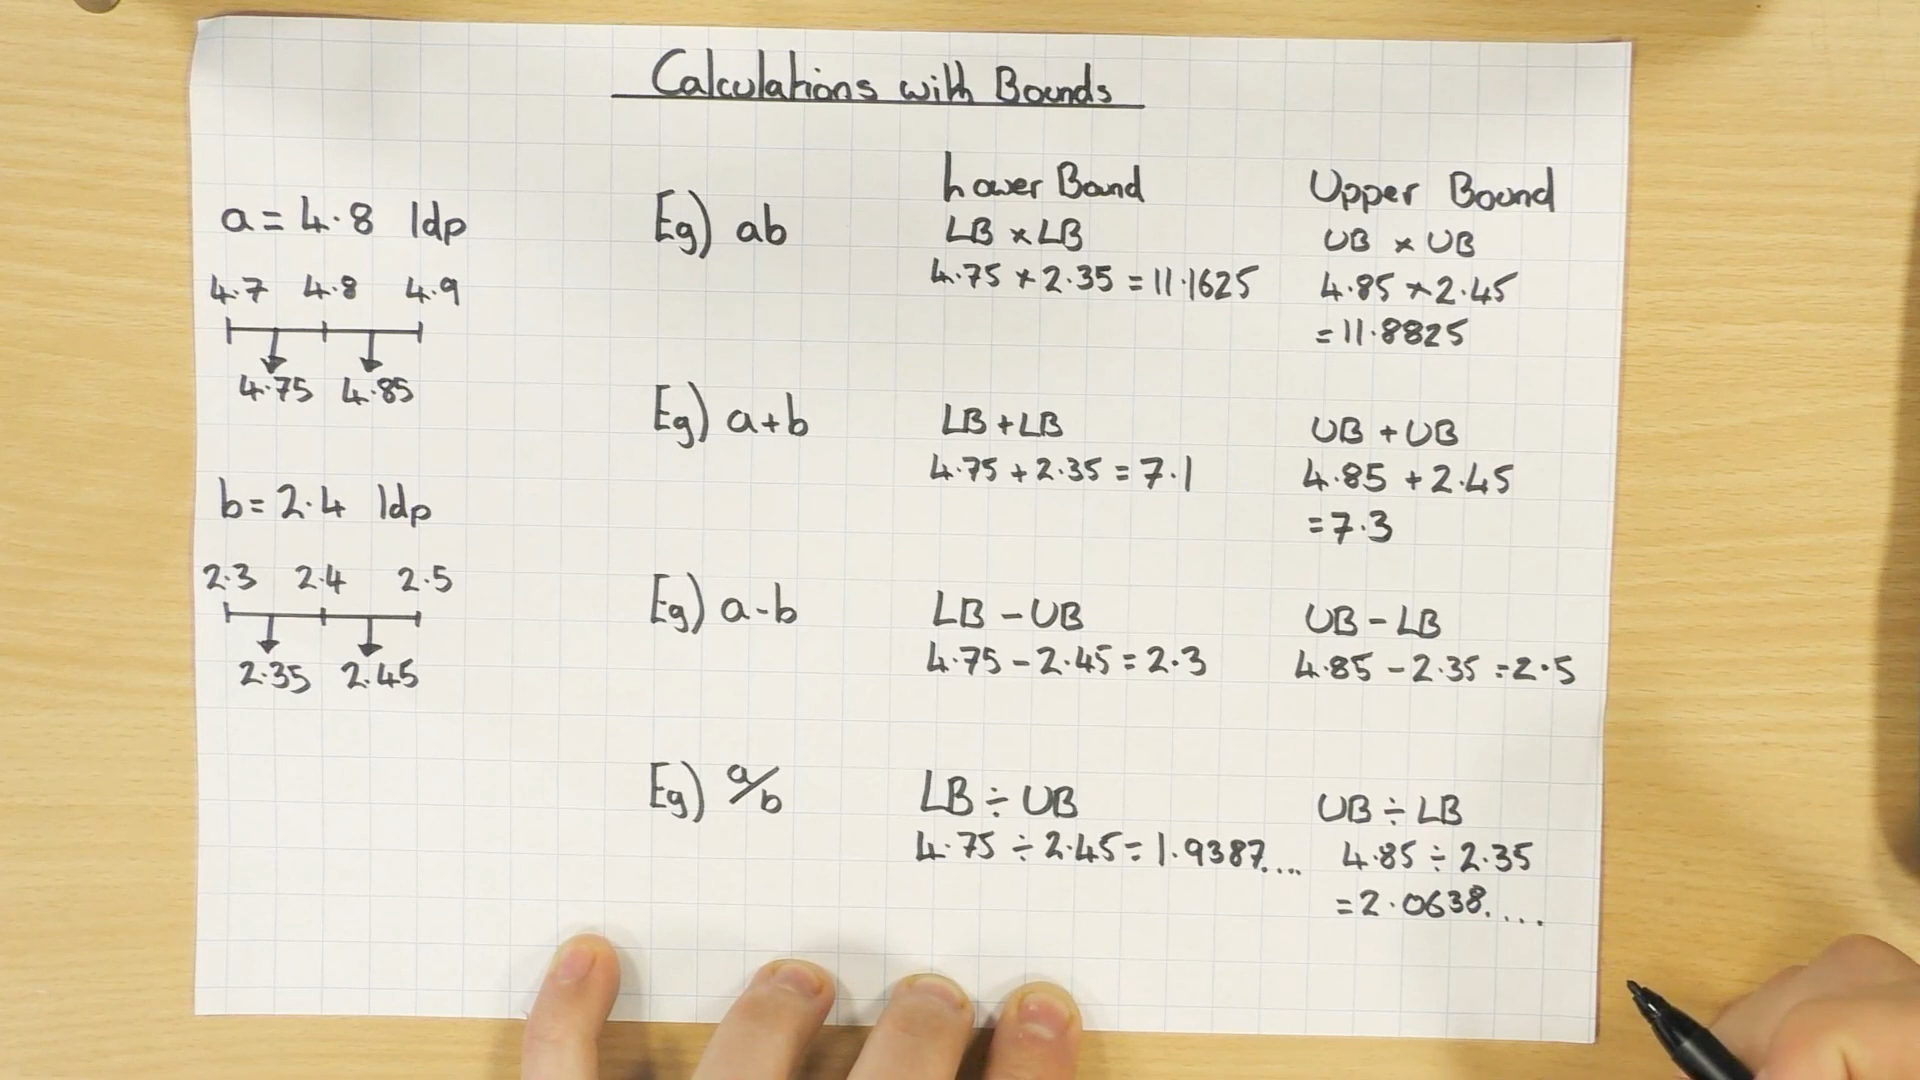 Calculations with Bounds
a = 4.8 1dp
4.7 4.8 4.9
4.75 4.85
b = 2.4 1dp
2.3 2.4 2.5
2.35 2.45
Eg) ab
Lower Bound
LB × LB
4.75 × 2.35 = 11.1625
Upper Bound
UB × UB
4.85 × 2.45
= 11.8825
Eg) a+b
LB + LB
4.75 + 2.35 = 7.1
UB + UB
4.85 + 2.45
= 7.3
Eg) a-b
LB - UB
4.75 - 2.45 = 2.3
UB - LB
4.85 - 2.35 = 2.5
Eg) a/b
LB ÷ UB
4.75 ÷ 2.45 = 1.9387....
UB ÷ LB
4.85 ÷ 2.35
= 2.0638....